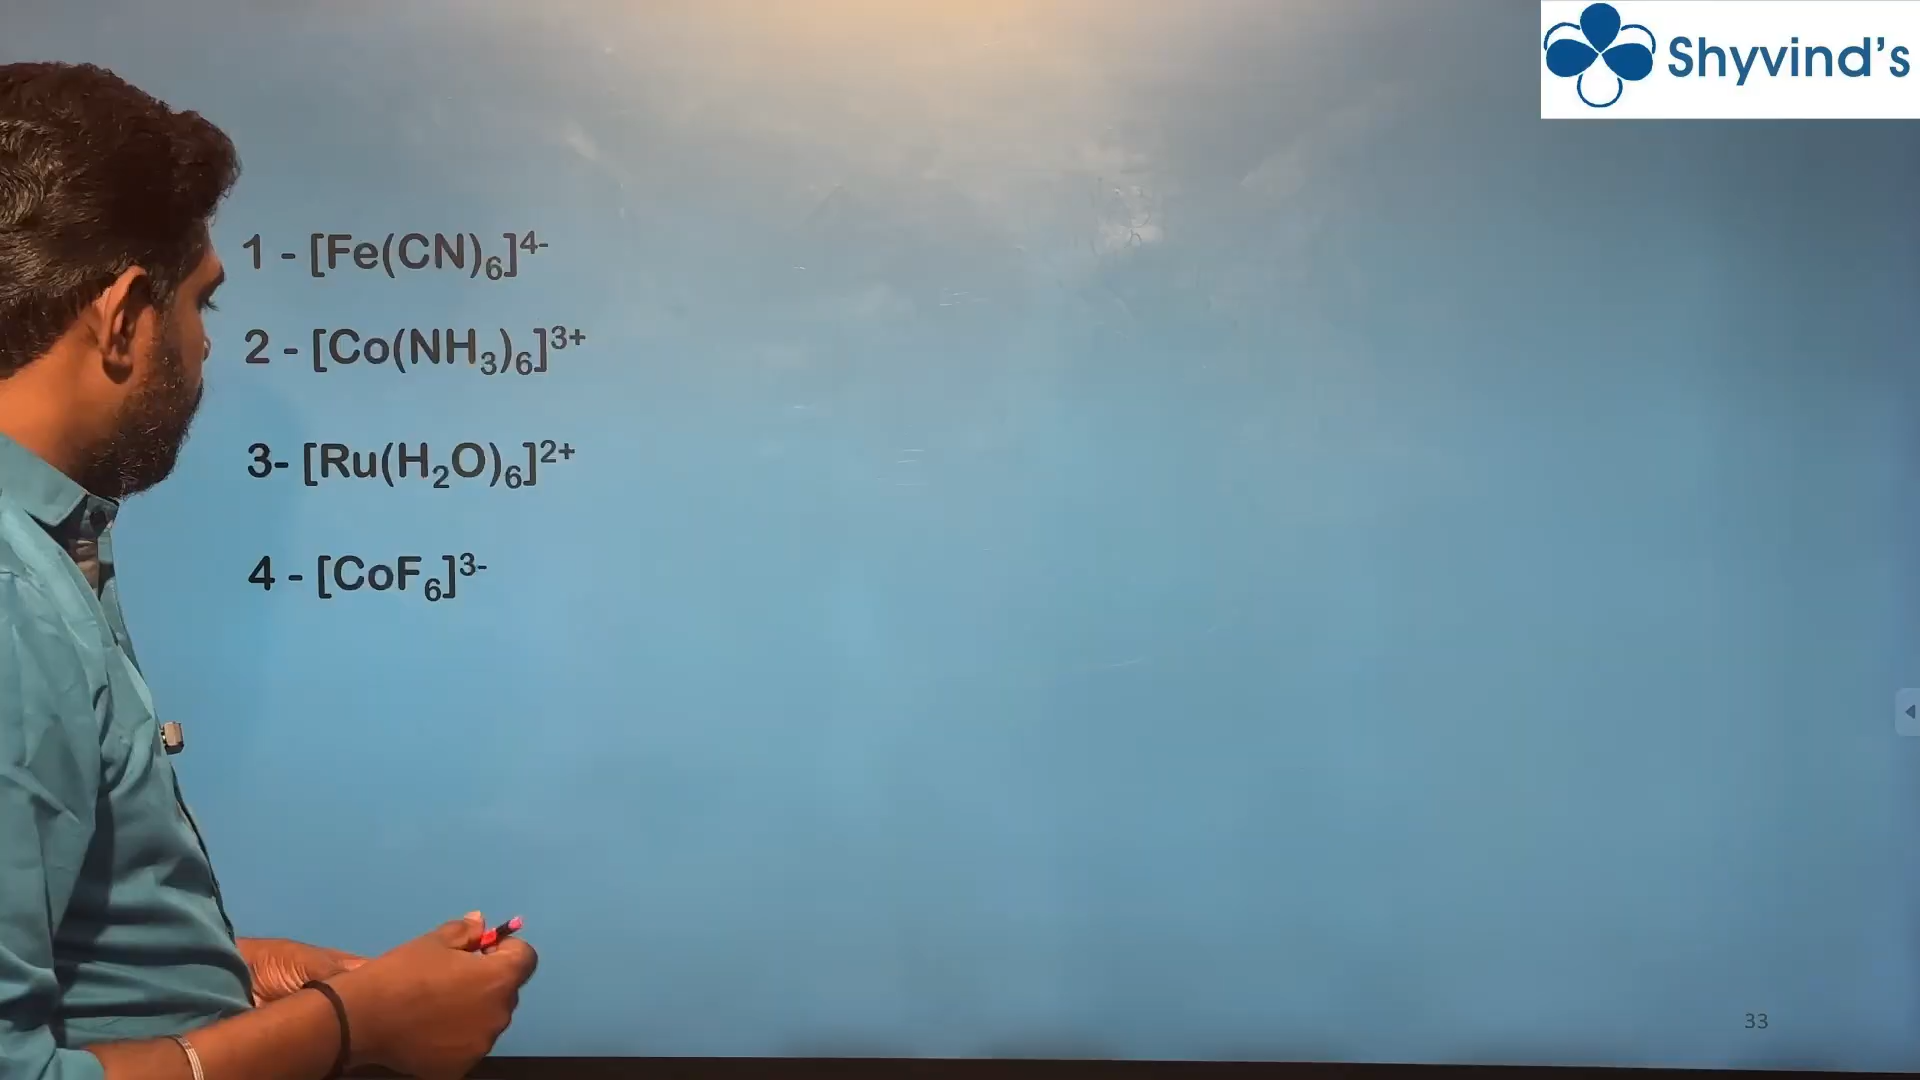 Shyvind's
1 - [Fe(CN)₆]⁴⁻
2 - [Co(NH₃)₆]³⁺
3- [Ru(H₂O)₆]²⁺
4 - [CoF₆]³⁻
33